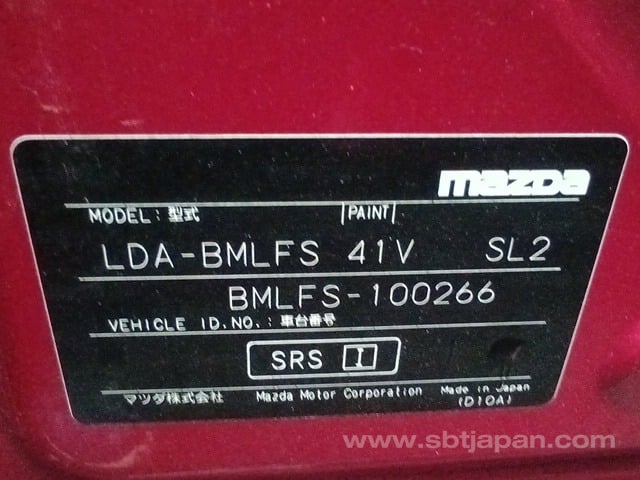 mazda
MODEL: 型式 PAINT
LDA-BMLFS 41V SL2
BMLFS-100266
VEHICLE ID.NO.: 車台番号
SRS I
マツダ株式会社 Mazda Motor Corporation Made in Japan
(D10A)
www.sbtjapan.com